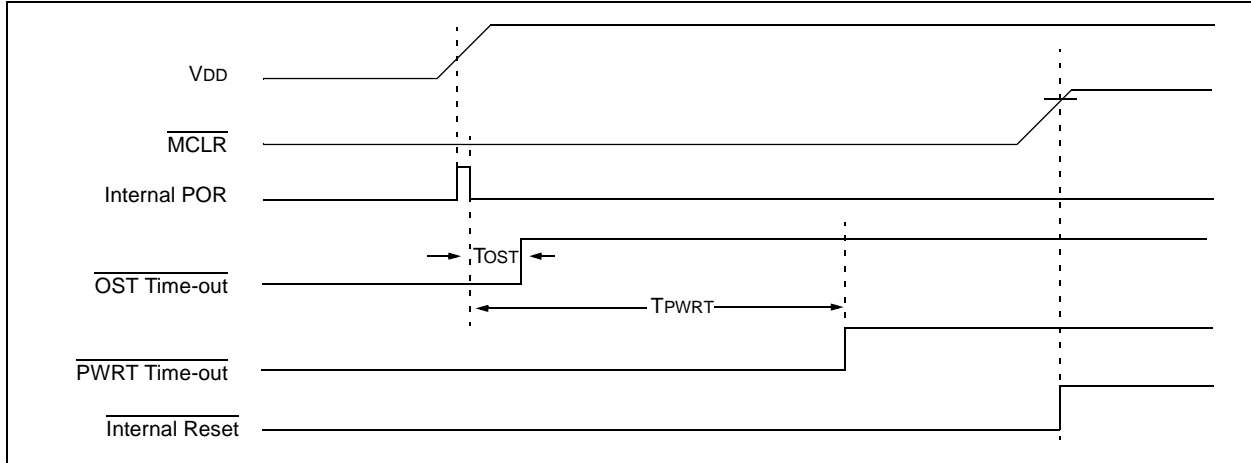 VDD
MCLR
Internal POR
TOST
OST Time-out
TPWRT
PWRT Time-out
Internal Reset